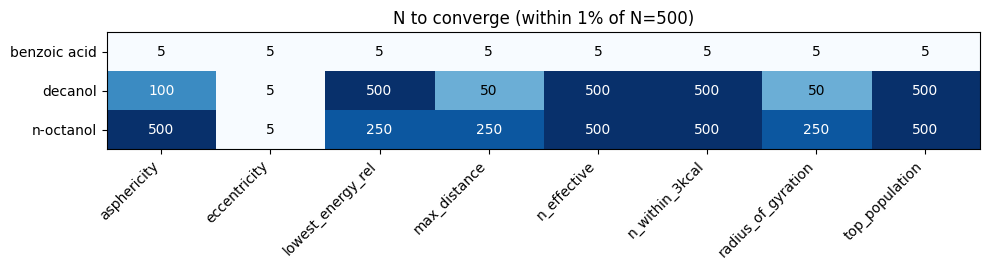 N to converge (within 1% of N=500)
benzoic acid 5 5 5 5 5 5 5 5
decanol 100 5 500 50 500 500 50 500
n-octanol 500 5 250 250 500 500 250 500
asphericity
eccentricity
lowest_energy_rel
max_distance
n_effective
n_within_3kcal
radius_of_gyration
top_population